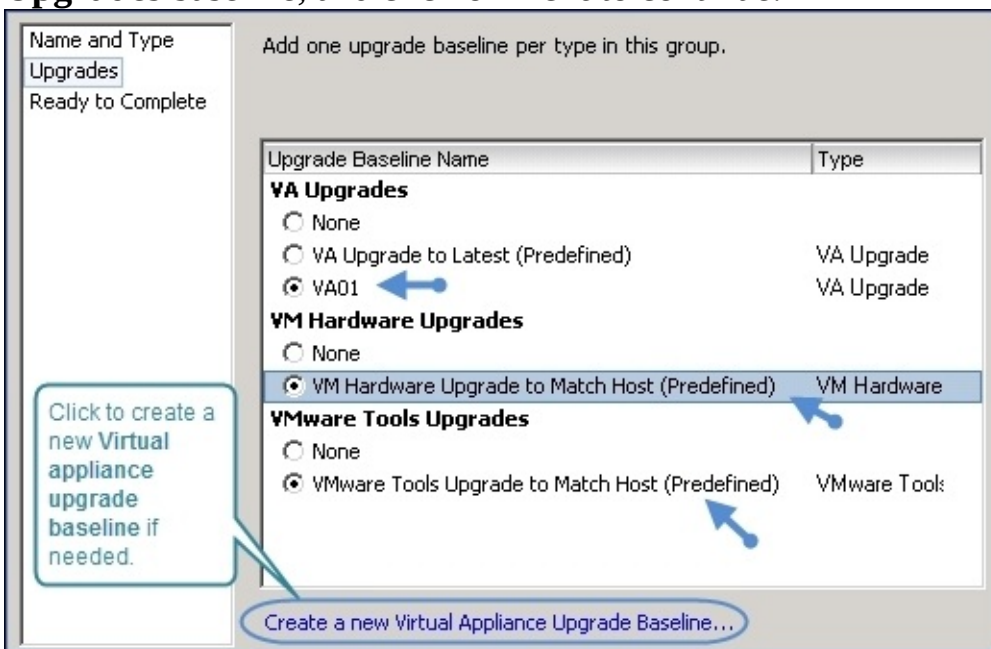 Name and Type
Upgrades
Ready to Complete
Add one upgrade baseline per type in this group.
Upgrade Baseline Name Type
VA Upgrades
None
VA Upgrade to Latest (Predefined) VA Upgrade
VA01 VA Upgrade
VM Hardware Upgrades
None
VM Hardware Upgrade to Match Host (Predefined) VM Hardware
VMware Tools Upgrades
None
VMware Tools Upgrade to Match Host (Predefined) VMware Tools
Click to create a
new Virtual
appliance
upgrade
baseline if
needed.
Create a new Virtual Appliance Upgrade Baseline...